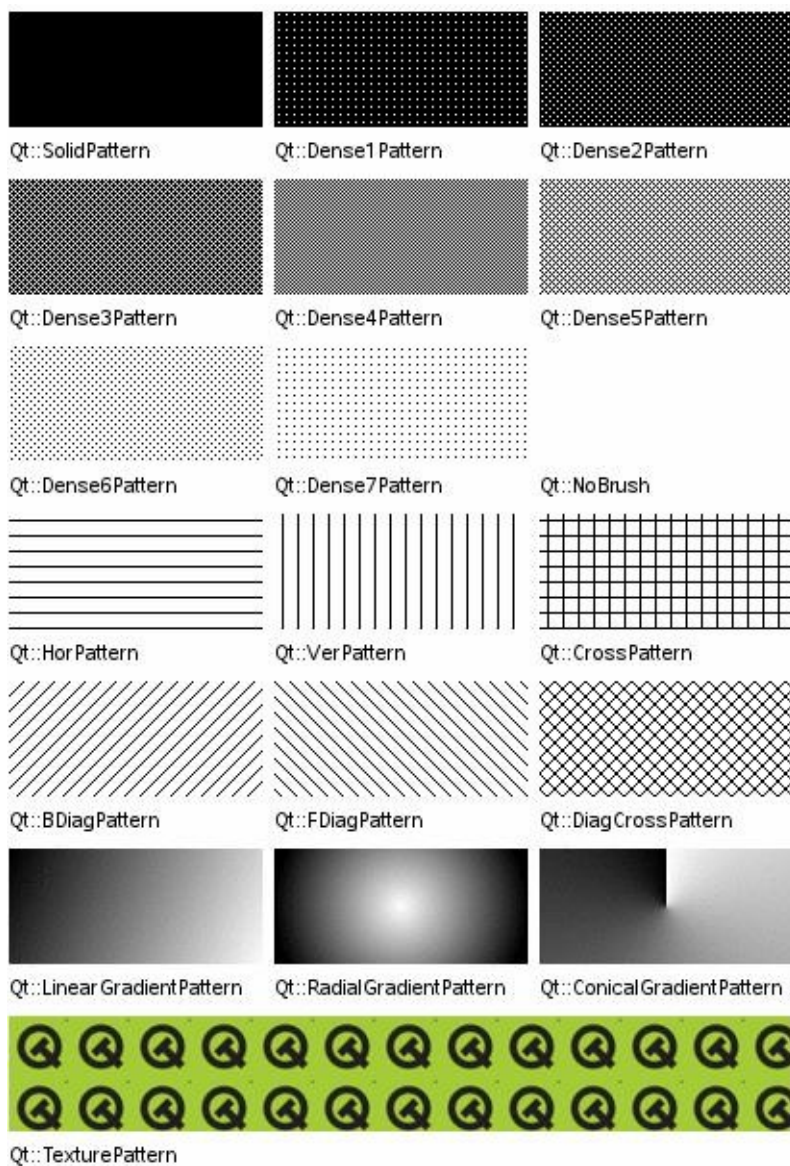 Qt::SolidPattern
Qt::Dense1Pattern
Qt::Dense2Pattern
Qt::Dense3Pattern
Qt::Dense4Pattern
Qt::Dense5Pattern
Qt::Dense6Pattern
Qt::Dense7Pattern
Qt::NoBrush
Qt::HorPattern
Qt::VerPattern
Qt::CrossPattern
Qt::BDiagPattern
Qt::FDiagPattern
Qt::DiagCrossPattern
Qt::LinearGradientPattern
Qt::RadialGradientPattern
Qt::ConicalGradientPattern
Qt::TexturePattern